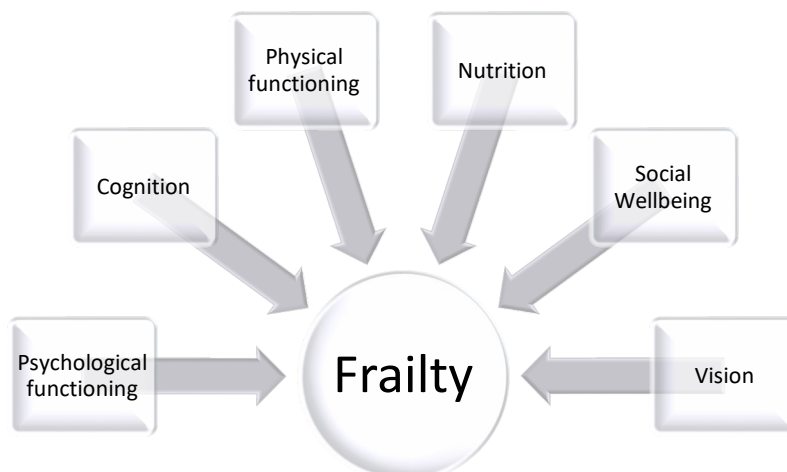 Physical
functioning
Nutrition
Cognition
Social
Wellbeing
Psychological
functioning
Frailty
Vision